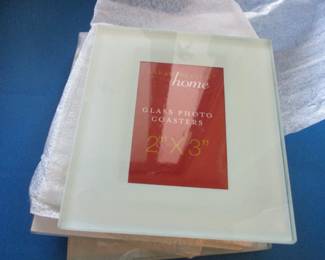 home
GLASS PHOTO
COASTERS
2" X 3"